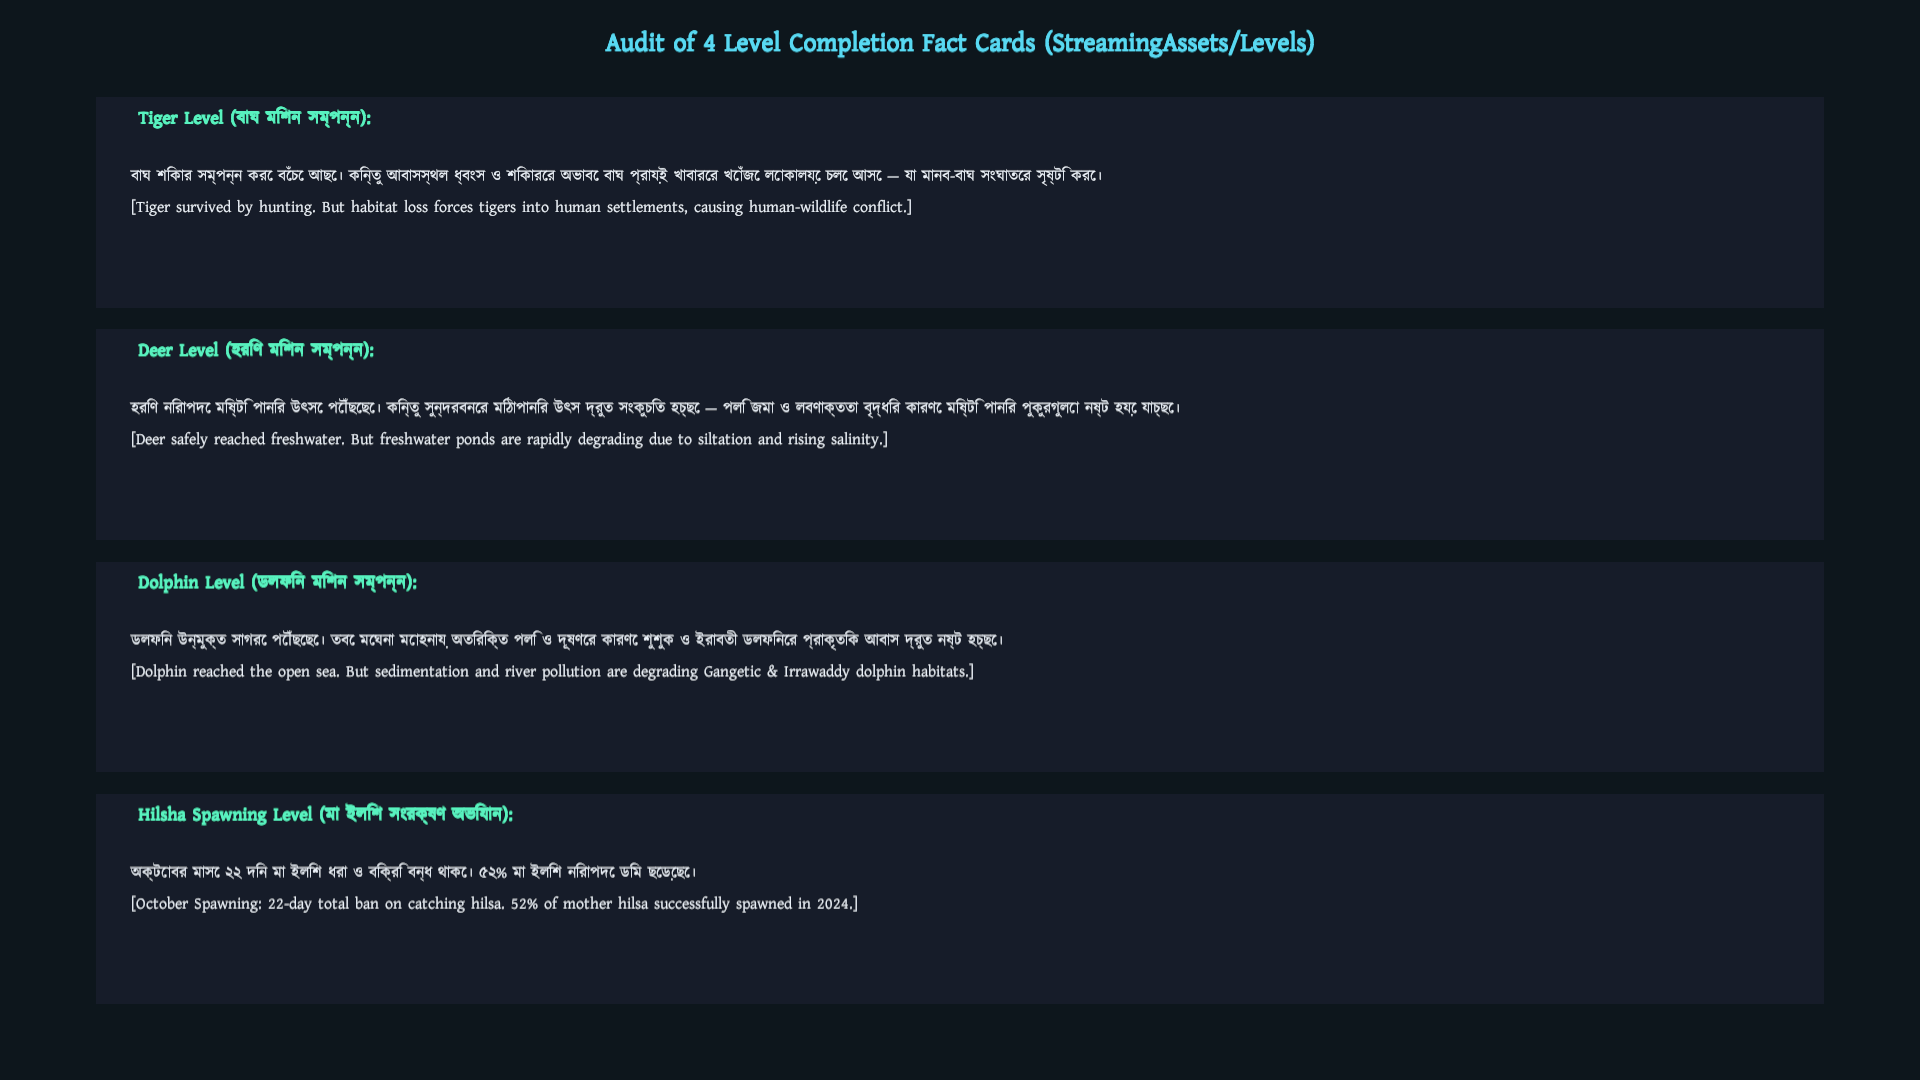 Audit of 4 Level Completion Fact Cards (StreamingAssets/Levels)
Tiger Level (বাঘ মিশন সম্পন্ন):
বাঘ শিকার সম্পন্ন করে বেঁচে আছে। কিন্তু আবাসস্থল ধ্বংস ও শিকারের অভাবে বাঘ প্রায়ই খাবারের খোঁজে লোকালয়ে চলে আসে — যা মানব-বাঘ সংঘাতের সৃষ্টি করে।
[Tiger survived by hunting. But habitat loss forces tigers into human settlements, causing human-wildlife conflict.]
Deer Level (হরিণ মিশন সম্পন্ন):
হরিণ নিরাপদে মিষ্টি পানির উৎসে পৌঁছেছে। কিন্তু সুন্দরবনের মিঠাপানির উৎস দ্রুত সংকুচিত হচ্ছে — পলি জমা ও লবণাক্ততা বৃদ্ধির কারণে মিষ্টি পানির পুকুরগুলো নষ্ট হয়ে যাচ্ছে।
[Deer safely reached freshwater. But freshwater ponds are rapidly degrading due to siltation and rising salinity.]
Dolphin Level (ডলফিন মিশন সম্পন্ন):
ডলফিন উন্মুক্ত সাগরে পৌঁছেছে। তবে মেঘনা মোহনায় অতিরিক্ত পলি ও দূষণের কারণে শুশুক ও ইরাবতী ডলফিনের প্রাকৃতিক আবাস দ্রুত নষ্ট হচ্ছে।
[Dolphin reached the open sea. But sedimentation and river pollution are degrading Gangetic & Irrawaddy dolphin habitats.]
Hilsha Spawning Level (মা ইলিশ সংরক্ষণ অভিযান):
অক্টোবর মাসে ২২ দিন মা ইলিশ ধরা ও বিক্রি বন্ধ থাকে। ৫২% মা ইলিশ নিরাপদে ডিম ছেড়েছে।
[October Spawning: 22-day total ban on catching hilsa. 52% of mother hilsa successfully spawned in 2024.]